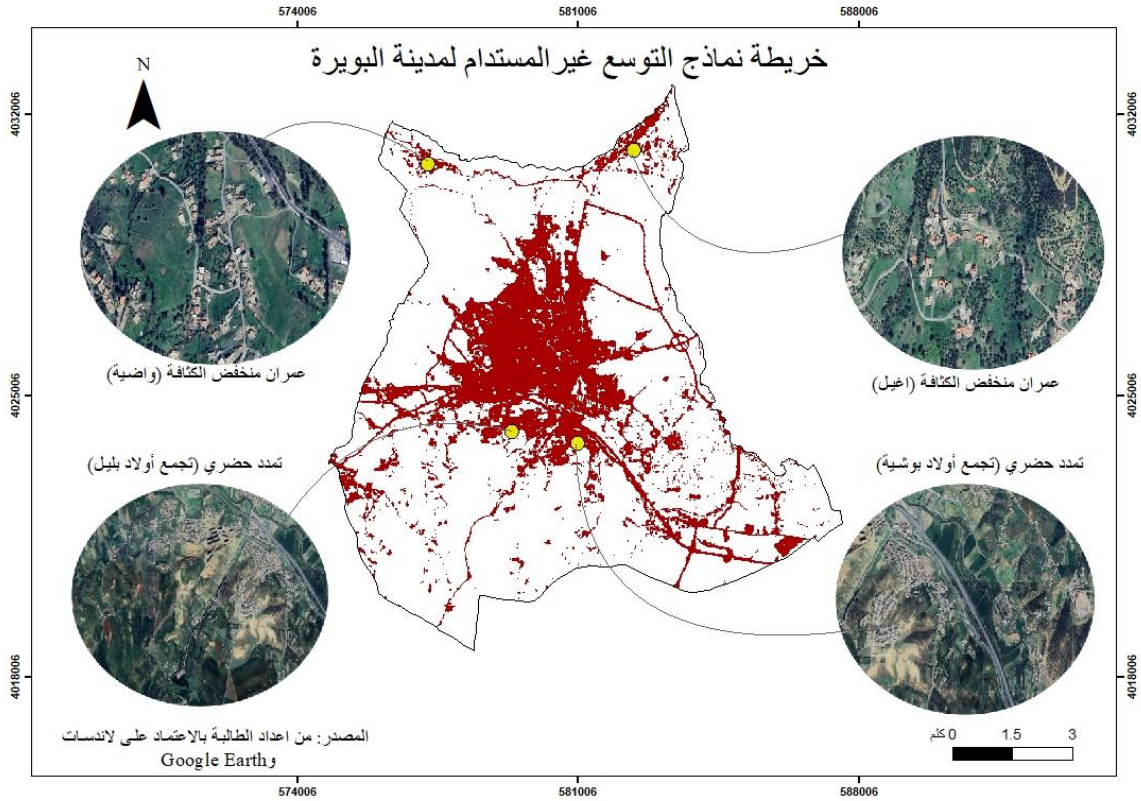 574006 581006 588006
خريطة نماذج التوسع غير المستدام لمدينة البويرة
N
4032006 4032006
عمران منخفض الكثافة (واضية)
عمران منخفض الكثافة (اغيل)
4025006 4025006
تمدد حضري (تجمع أولاد بليل)
تمدد حضري (تجمع أولاد بوشية)
4018006 4018006
المصدر: من اعداد الطالبة بالاعتماد على لاندسات
وGoogle Earth
كلم 0 1.5 3
574006 581006 588006